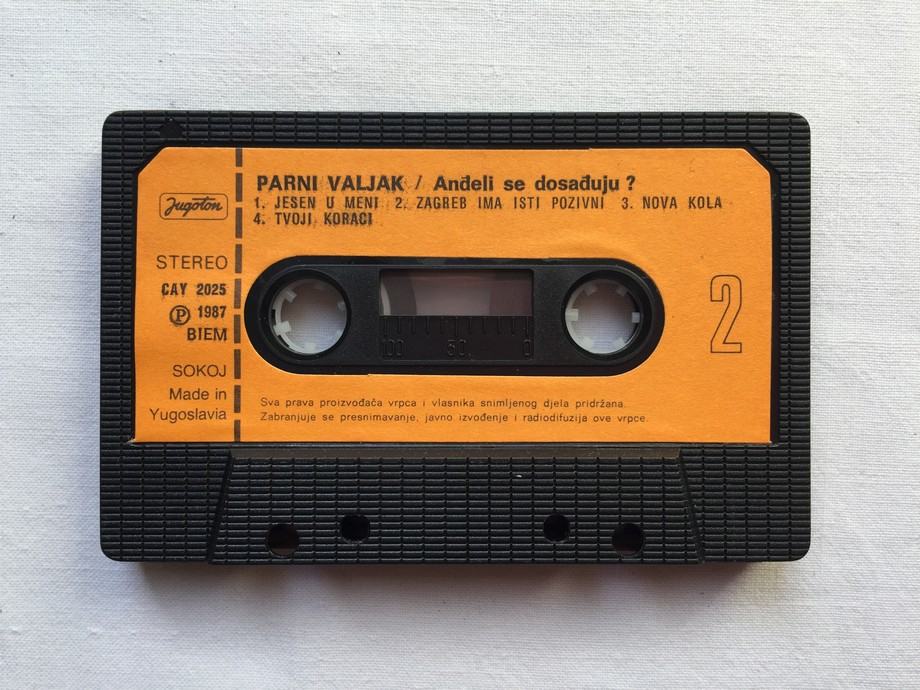 PARNI VALJAK / Anđeli se dosađuju ?
1. JESEN U MENI 2. ZAGREB IMA ISTI POZIVNI 3. NOVA KOLA
4. TVOJI KORACI
Jugoton
STEREO
CAY 2025
Ⓟ 1987
BIEM
SOKOJ
Made in
Yugoslavia
2
100 50 0
Sva prava proizvođača vrpca i vlasnika snimljenog djela pridržana.
Zabranjuje se presnimavanje, javno izvođenje i radiodifuzija ove vrpce.